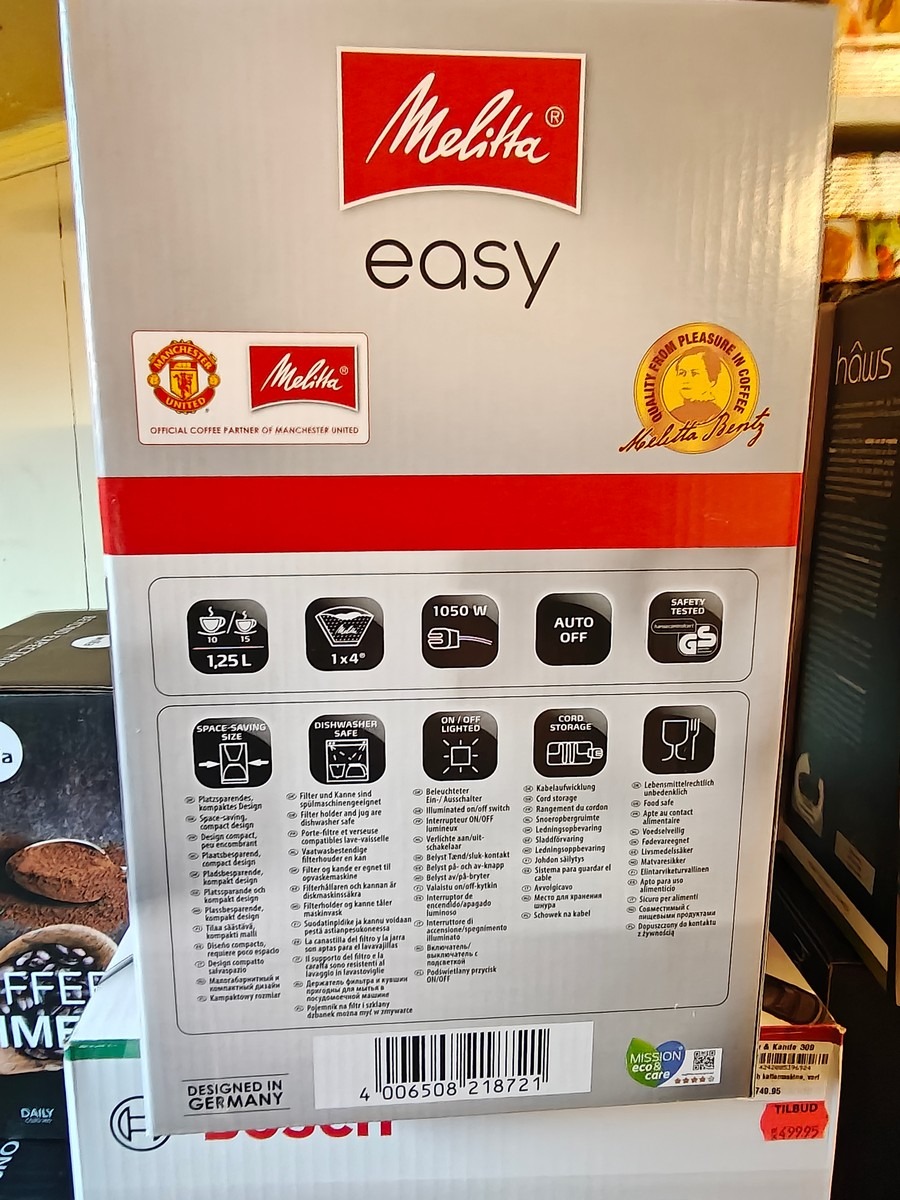 Melitta®
easy
MANCHESTER
UNITED
Melitta®
OFFICIAL COFFEE PARTNER OF MANCHESTER UNITED
QUALITY FROM PLEASURE IN COFFEE
Melitta Bentz
hâws
10
15
1,25 L
Melitta
1x4®
1050 W
AUTO
OFF
SAFETY
TESTED
GS
SPACE-SAVING
SIZE
Platzsparendes,
kompaktes Design
Space-saving,
compact design
Design compact,
peu encombrant
Plaatsbesparend,
compact design
Pladsbesparende,
kompakt design
Platssparande och
kompakt design
Plassbesparende,
kompakt design
Tilaa säästävä,
kompakti malli
Diseño compacto,
requiere poco espacio
Design compatto
salvaspazio
Малогабаритный и
компактный дизайн
Kompaktowy rozmiar
DISHWASHER
SAFE
Filter und Kanne sind
spülmaschinengeeignet
Filter holder and jug are
dishwasher safe
Porte-filtre et verseuse
compatibles lave-vaisselle
Vaatwasbestendige
filterhouder en kan
Filter og kande er egnet til
opvaskemaskine
Filterhållaren och kannan är
diskmaskinssäkra
Filterholder og kanne tåler
maskinvask
Suodatinpidike ja kannu voidaan
pestä astianpesukoneessa
La canastilla del filtro y la jarra
son aptas para el lavavajillas
Il supporto del filtro e la
caraffa sono resistenti al
lavaggio in lavastoviglie
Держатель фильтра и кувшин
пригодны для мытья в
посудомоечной машине
Pojemnik na filtr i szklany
dzbanek można myć w zmywarce
ON / OFF
LIGHTED
Beleuchteter
Ein-/ Ausschalter
Illuminated on/off switch
Interrupteur ON/OFF
lumineux
Verlichte aan/uit-
schakelaar
Belyst Tænd/sluk-kontakt
Belyst på- och av-knapp
Belyst av/på-bryter
Valaistu on/off-kytkin
Interruptor de
encendido/apagado
luminoso
Interruttore di
accensione/spegnimento
illuminato
Включатель/
выключатель с
подсветкой
Podświetlany przycisk
ON/OFF
CORD
STORAGE
Kabelaufwicklung
Cord storage
Rangement du cordon
Snoeropbergruimte
Ledningsopbevaring
Sladdförvaring
Ledningsoppbevaring
Johdon säilytys
Sistema para guardar el
cable
Avvolgicavo
Место для хранения
шнура
Schowek na kabel
Lebensmittelrechtlich
unbedenklich
Food safe
Apte au contact
alimentaire
Voedselveilig
Fødevareegnet
Livsmedelssäker
Matvaresikker
Elintarviketurvallinen
Apto para uso
alimenticio
Sicuro per alimenti
Совместимый с
пищевыми продуктами
Dopuszczony do kontaktu
z żywnością
DESIGNED IN
GERMANY
4 006508 218721
MISSION
eco&
care
& Kande 300
749.95
TILBUD
499.95
DAILY
BOSCH